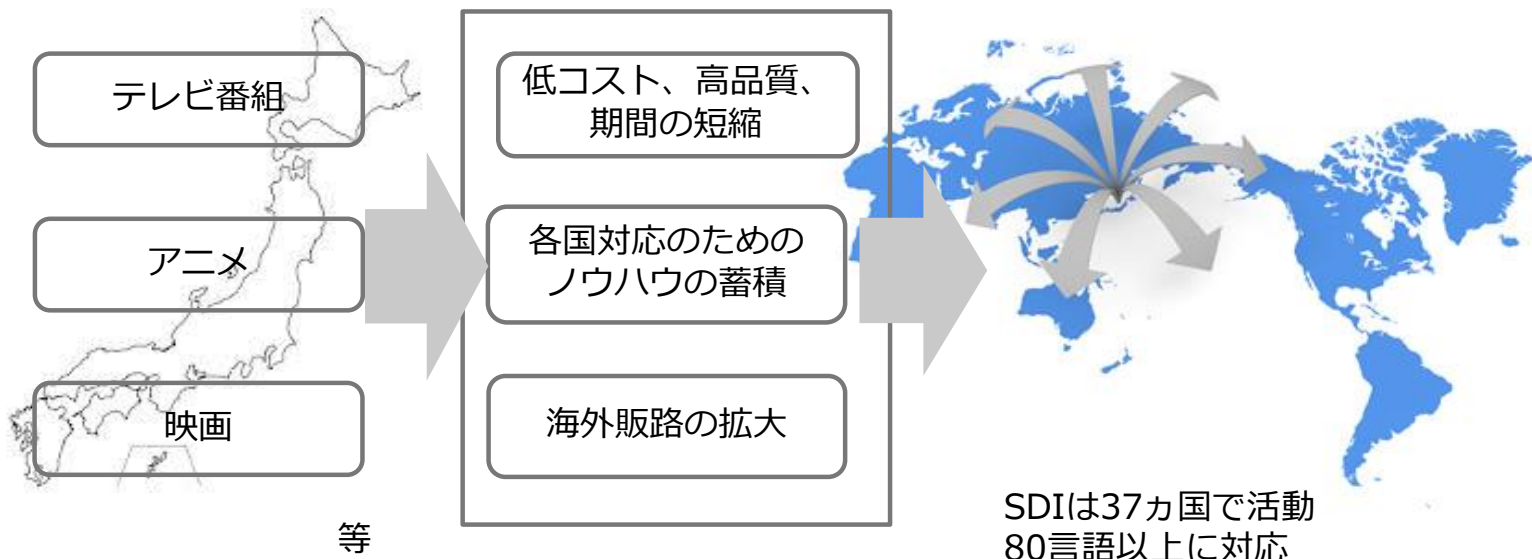 テレビ番組
アニメ
映画
等
低コスト、高品質、
期間の短縮
各国対応のための
ノウハウの蓄積
海外販路の拡大
SDIは37ヵ国で活動
80言語以上に対応